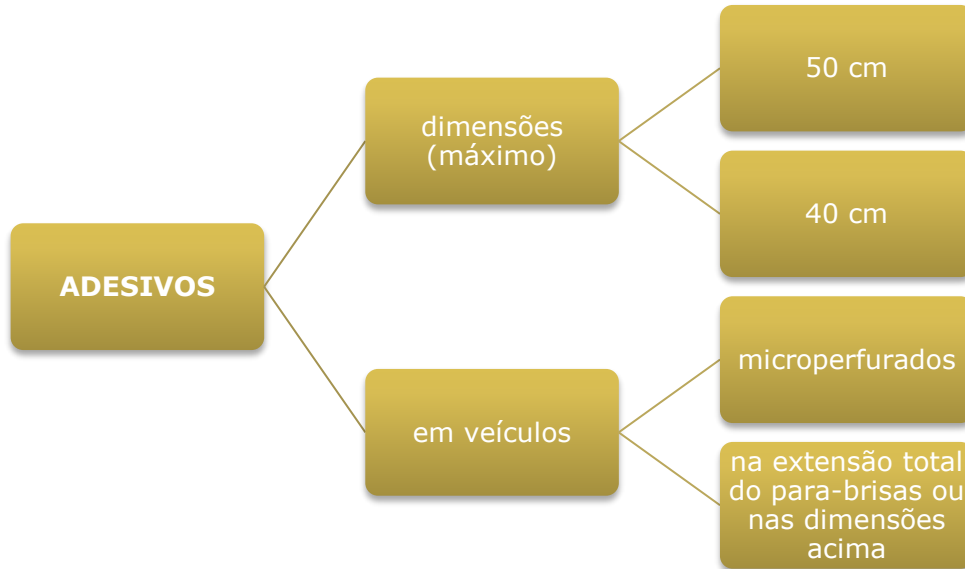 ADESIVOS
dimensões
(máximo)
50 cm
40 cm
em veículos
microperfurados
na extensão total
do para-brisas ou
nas dimensões
acima